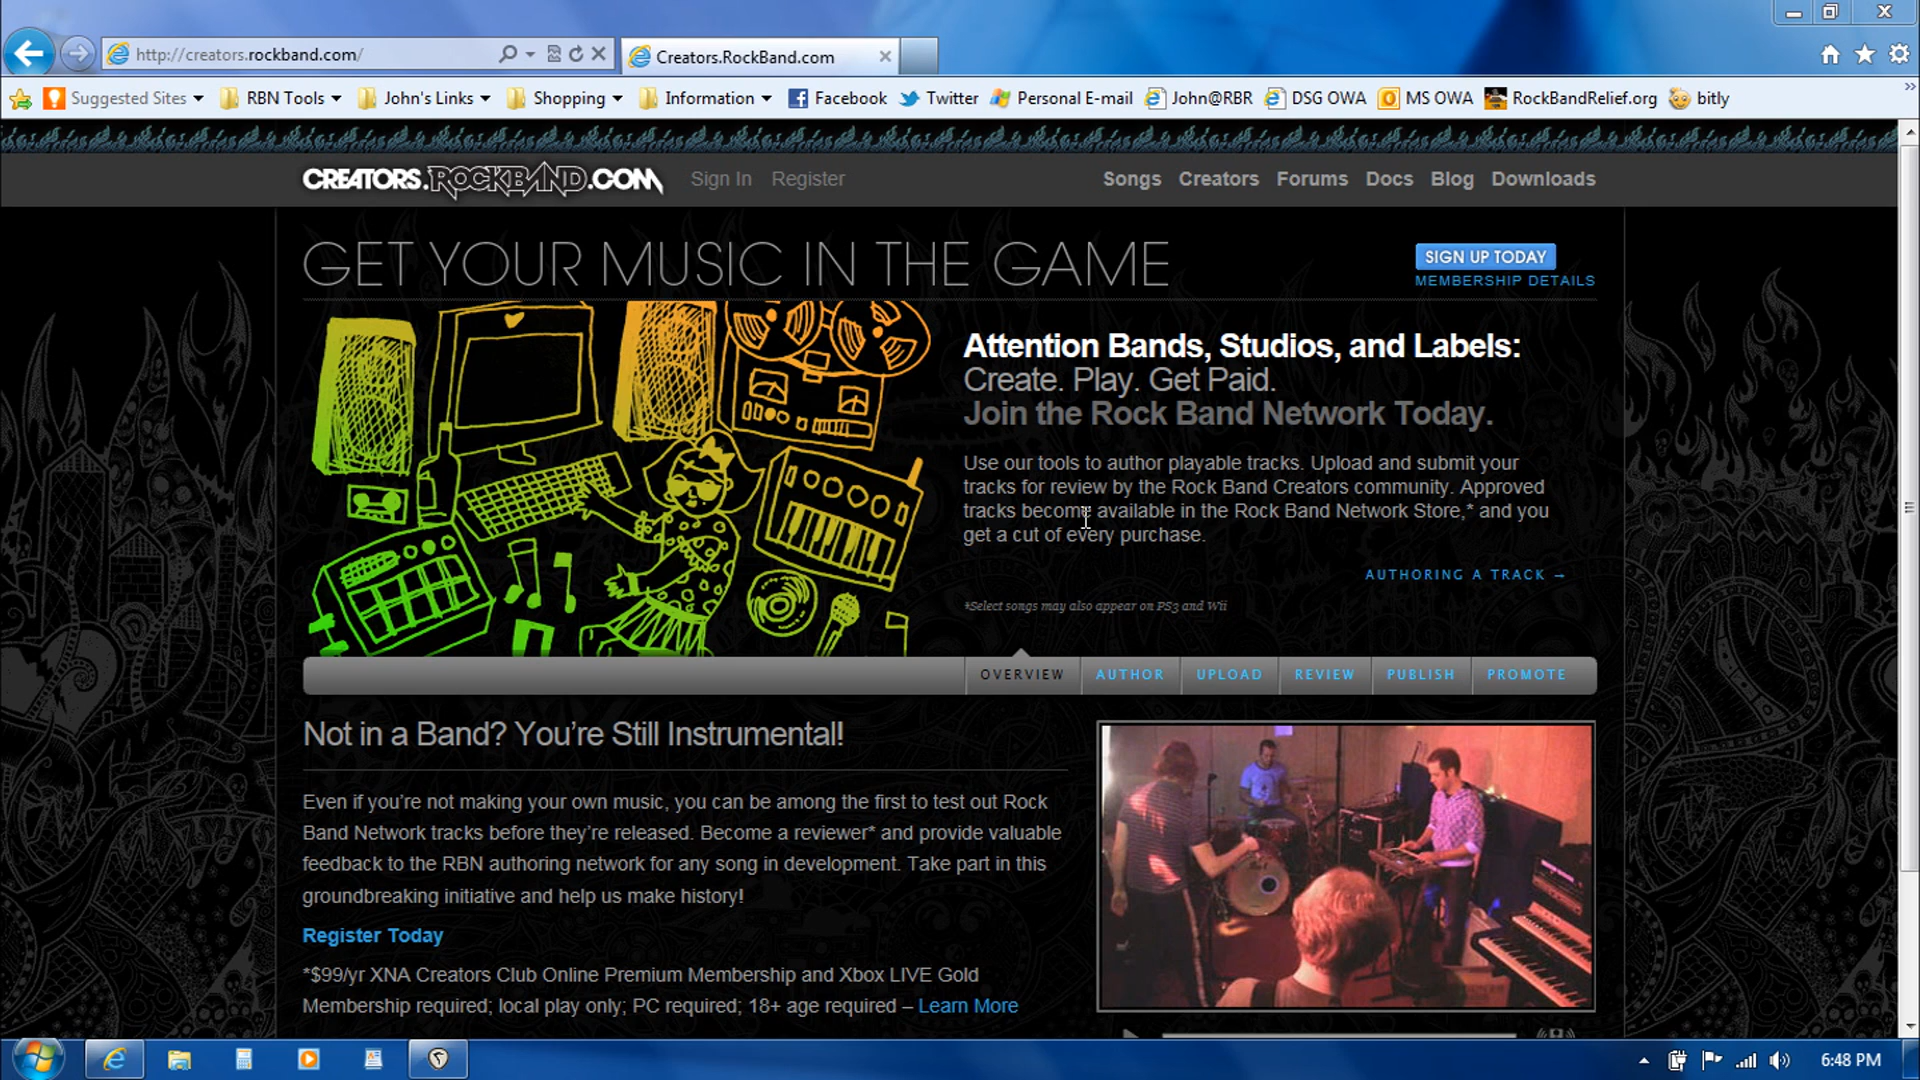 http://creators.rockband.com/
Creators.RockBand.com
Suggested Sites
RBN Tools
John's Links
Shopping
Information
Facebook
Twitter
Personal E-mail
John@RBR
DSG OWA
MS OWA
RockBandRelief.org
bitly
CREATORS.ROCKBAND.COM
Sign In
Register
Songs
Creators
Forums
Docs
Blog
Downloads
GET YOUR MUSIC IN THE GAME
SIGN UP TODAY
MEMBERSHIP DETAILS
Attention Bands, Studios, and Labels:
Create. Play. Get Paid.
Join the Rock Band Network Today.
Use our tools to author playable tracks. Upload and submit your
tracks for review by the Rock Band Creators community. Approved
tracks become available in the Rock Band Network Store,* and you
get a cut of every purchase.
AUTHORING A TRACK →
*Select songs may also appear on PS3 and Wii
OVERVIEW
AUTHOR
UPLOAD
REVIEW
PUBLISH
PROMOTE
Not in a Band? You're Still Instrumental!
Even if you're not making your own music, you can be among the first to test out Rock
Band Network tracks before they're released. Become a reviewer* and provide valuable
feedback to the RBN authoring network for any song in development. Take part in this
groundbreaking initiative and help us make history!
Register Today
*$99/yr XNA Creators Club Online Premium Membership and Xbox LIVE Gold
Membership required; local play only; PC required; 18+ age required – Learn More
6:48 PM